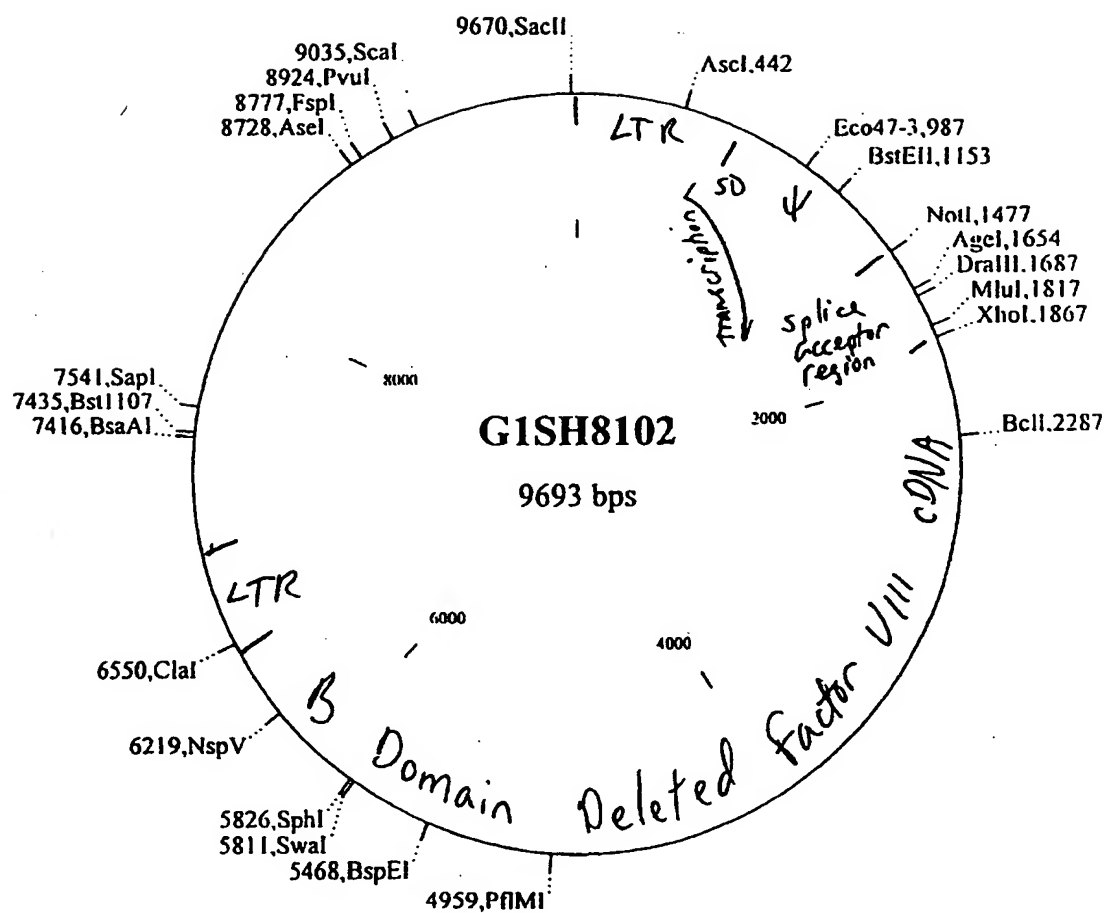 9670,SacII
9035,ScaI
8924,PvuI
8777,FspI
8728,AseI
AscI,442
Eco47-3,987
BstEII,1153
NotI,1477
AgeI,1654
DraIII,1687
MluI,1817
XhoI,1867
BclI,2287
LTR
SD
ψ
transcription
splice
acceptor
region
8000
2000
7541,SapI
7435,Bst1107
7416,BsaAI
G1SH8102
9693 bps
LTR
6000
4000
6550,ClaI
6219,NspV
5826,SphI
5811,SwaI
5468,BspEI
4959,PflMI
B Domain Deleted Factor VIII cDNA